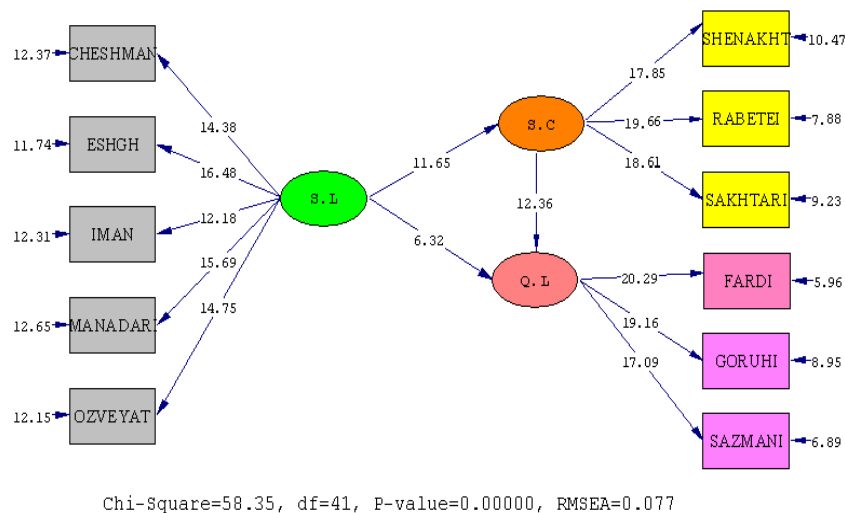 12.37 CHESHMAN
11.74 ESHGH
12.31 IMAN
12.65 MANADARI
12.15 OZVEYAT
14.38
16.48
12.18
15.69
14.75
S.L
11.65
6.32
S.C
12.36
Q.L
17.85
19.66
18.61
20.29
19.16
17.09
SHENAKHT 10.47
RABETEI 7.88
SAKHTARI 9.23
FARDI 5.96
GORUHI 8.95
SAZMANI 6.89
Chi-Square=58.35, df=41, P-value=0.00000, RMSEA=0.077